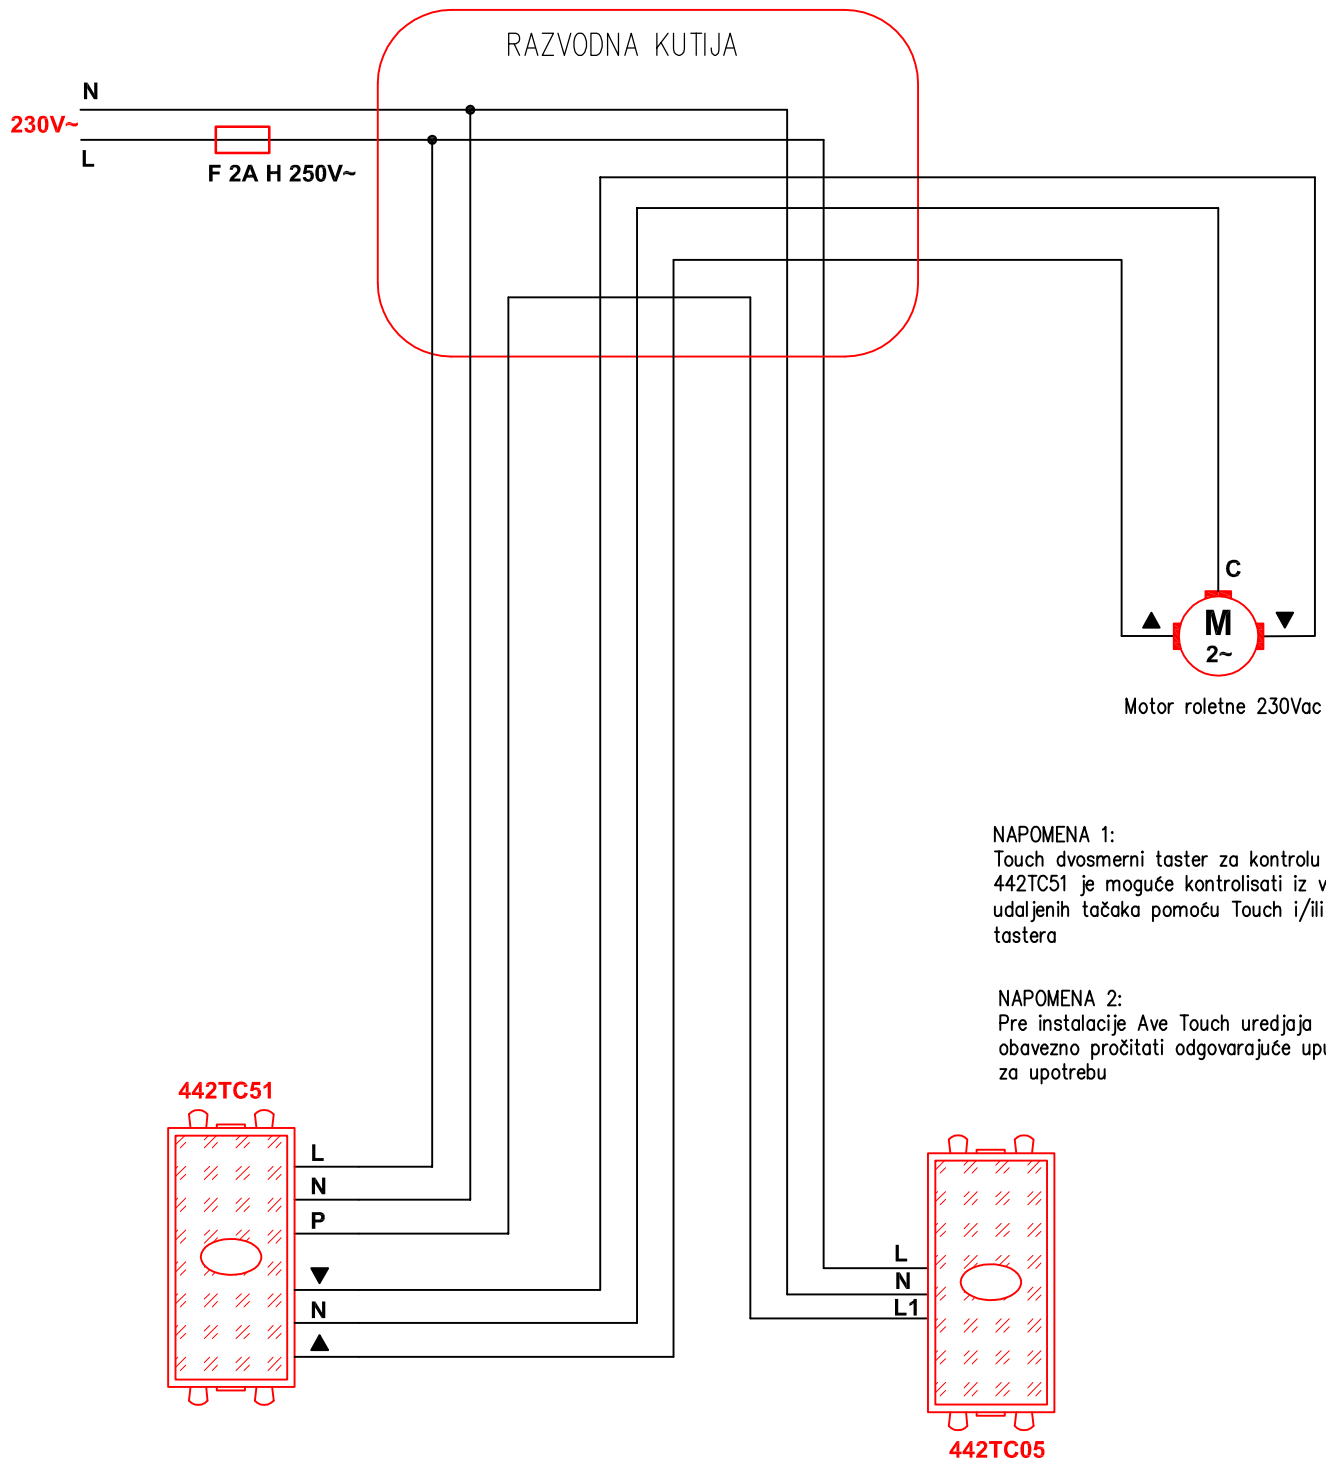 RAZVODNA KUTIJA
N
230V~
L
F 2A H 250V~
C
M
2~
Motor roletne 230Vac
NAPOMENA 1:
Touch dvosmerni taster za kontrolu
442TC51 je moguće kontrolisati iz v
udaljenih tačaka pomoću Touch i/ili
tastera
NAPOMENA 2:
Pre instalacije Ave Touch uredjaja
obavezno pročitati odgovarajuće upu
za upotrebu
442TC51
L
N
P
N
L
N
L1
442TC05